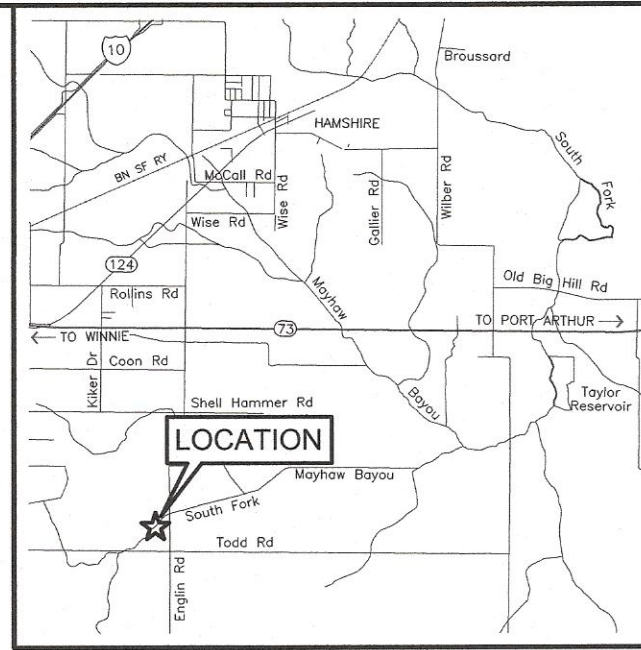 10
Broussard
HAMSHIRE
BN SF RY
McCall Rd
South Fork
Wise Rd
Gallier Rd
Wilber Rd
Wise Rd
124
Mayhaw
Rollins Rd
Old Big Hill Rd
73
TO PORT ARTHUR
TO WINNIE
Coon Rd
Kiker Dr
Bayou
Taylor
Reservoir
Shell Hammer Rd
LOCATION
Mayhaw Bayou
South Fork
Todd Rd
Englin Rd